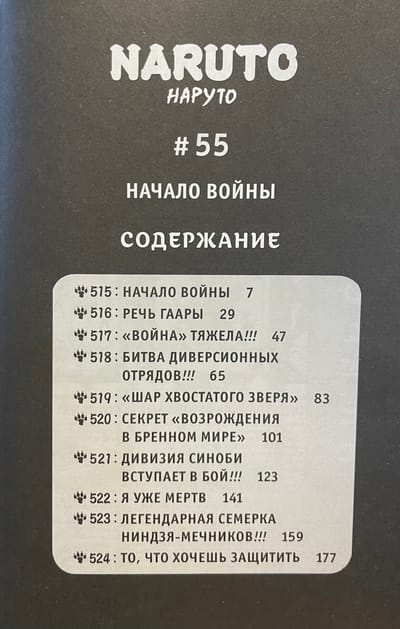 NARUTO
НАРУТО
# 55
НАЧАЛО ВОЙНЫ
СОДЕРЖАНИЕ
515: НАЧАЛО ВОЙНЫ 7
516: РЕЧЬ ГААРЫ 29
517: «ВОЙНА» ТЯЖЕЛА!!! 47
518: БИТВА ДИВЕРСИОННЫХ
ОТРЯДОВ!!! 65
519: «ШАР ХВОСТАТОГО ЗВЕРЯ» 83
520: СЕКРЕТ «ВОЗРОЖДЕНИЯ
В БРЕННОМ МИРЕ» 101
521: ДИВИЗИЯ СИНОБИ
ВСТУПАЕТ В БОЙ!!! 123
522: Я УЖЕ МЕРТВ 141
523: ЛЕГЕНДАРНАЯ СЕМЕРКА
НИНДЗЯ-МЕЧНИКОВ!!! 159
524: ТО, ЧТО ХОЧЕШЬ ЗАЩИТИТЬ 177